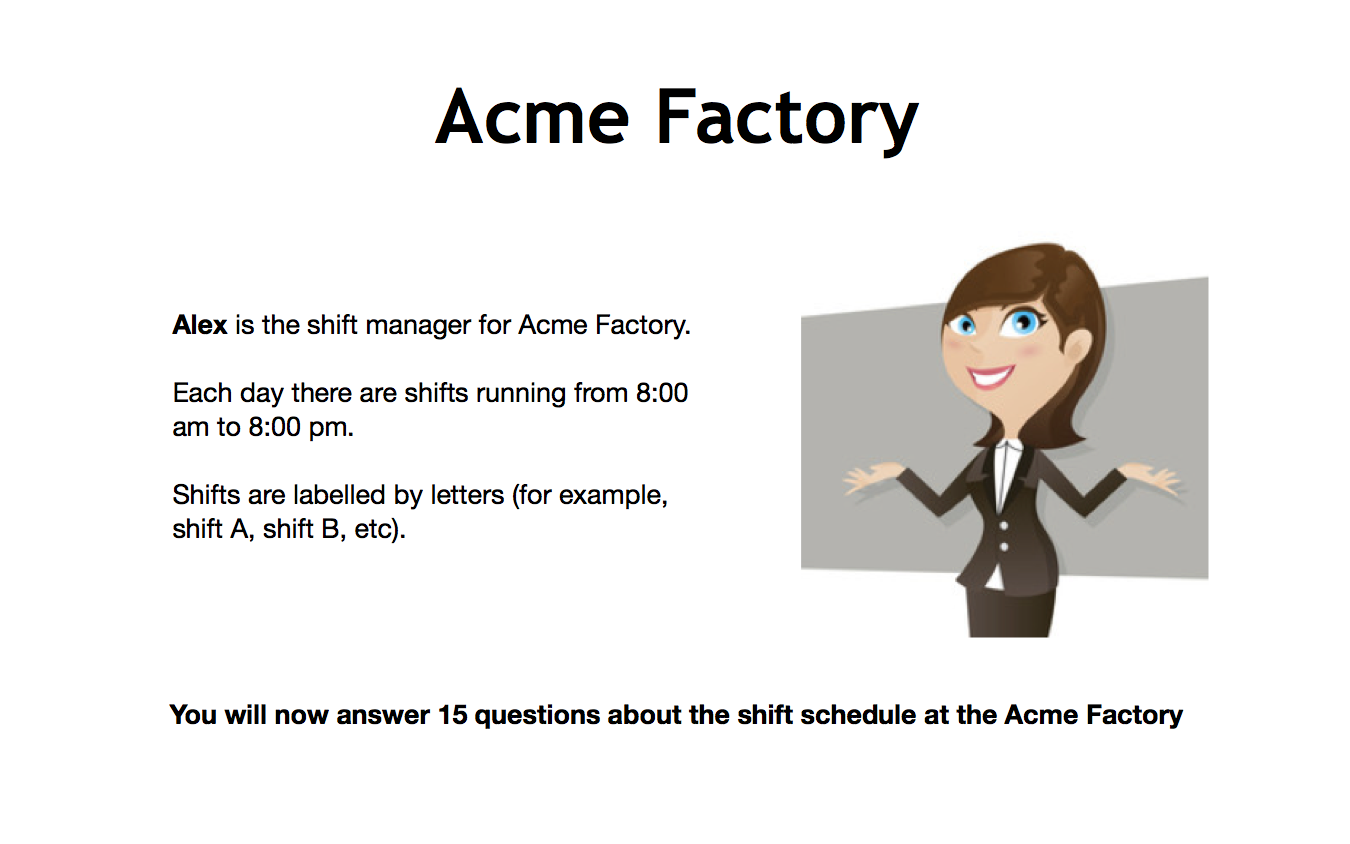 Acme Factory
Alex is the shift manager for Acme Factory.
Each day there are shifts running from 8:00
am to 8:00 pm.
Shifts are labelled by letters (for example,
shift A, shift B, etc).
You will now answer 15 questions about the shift schedule at the Acme Factory